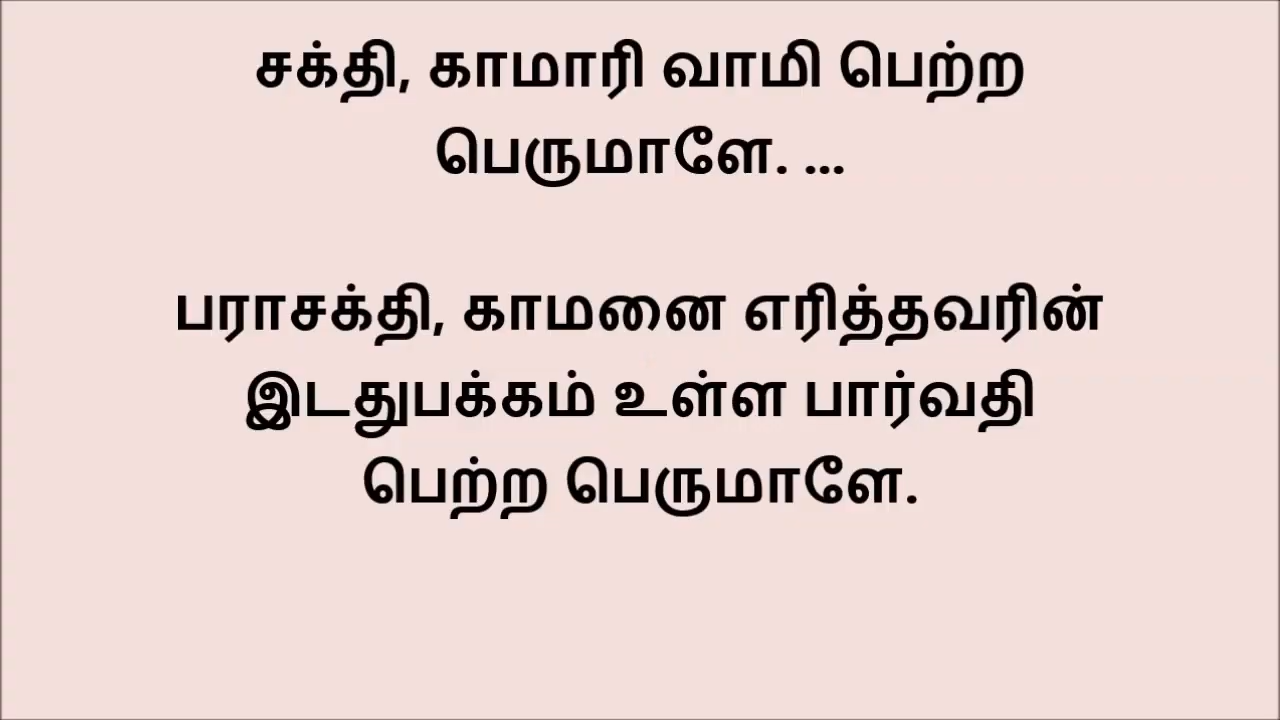 சக்தி, காமாரி வாமி பெற்ற
பெருமாளே. ...
பராசக்தி, காமனை எரித்தவரின்
இடதுபக்கம் உள்ள பார்வதி
பெற்ற பெருமாளே.